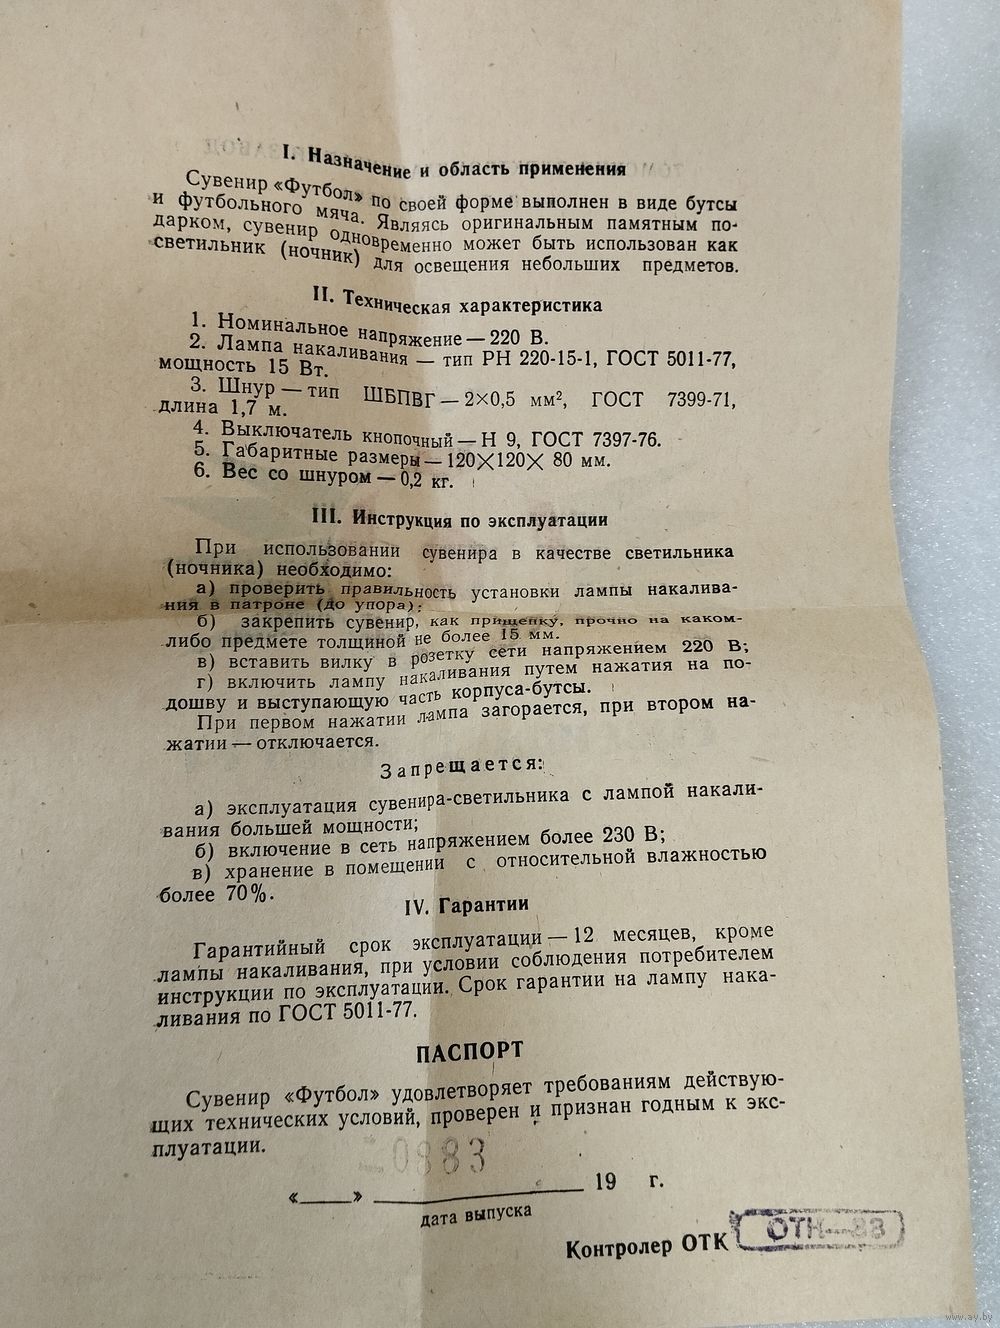 I. Назначение и область применения
Сувенир «Футбол» по своей форме выполнен в виде бутсы
и футбольного мяча. Являясь оригинальным памятным по-
дарком, сувенир одновременно может быть использован как
светильник (ночник) для освещения небольших предметов.
II. Техническая характеристика
1. Номинальное напряжение — 220 В.
2. Лампа накаливания — тип РН 220-15-1, ГОСТ 5011-77,
мощность 15 Вт.
3. Шнур — тип ШБПВГ — 2×0,5 мм², ГОСТ 7399-71,
длина 1,7 м.
4. Выключатель кнопочный — Н 9, ГОСТ 7397-76.
5. Габаритные размеры — 120×120× 80 мм.
6. Вес со шнуром — 0,2 кг.
III. Инструкция по эксплуатации
При использовании сувенира в качестве светильника
(ночника) необходимо:
а) проверить правильность установки лампы накалива-
ния в патроне (до упора);
б) закрепить сувенир, как прищепку, прочно на каком-
либо предмете толщиной не более 15 мм.
в) вставить вилку в розетку сети напряжением 220 В;
г) включить лампу накаливания путем нажатия на по-
дошву и выступающую часть корпуса-бутсы.
При первом нажатии лампа загорается, при втором на-
жатии — отключается.
Запрещается:
а) эксплуатация сувенира-светильника с лампой накали-
вания большей мощности;
б) включение в сеть напряжением более 230 В;
в) хранение в помещении с относительной влажностью
более 70%.
IV. Гарантии
Гарантийный срок эксплуатации — 12 месяцев, кроме
лампы накаливания, при условии соблюдения потребителем
инструкции по эксплуатации. Срок гарантии на лампу нака-
ливания по ГОСТ 5011-77.
ПАСПОРТ
Сувенир «Футбол» удовлетворяет требованиям действую-
щих технических условий, проверен и признан годным к экс-
плуатации.
0883
«____» ________________ 19 г.
дата выпуска
Контролер ОТК
www.ay.by